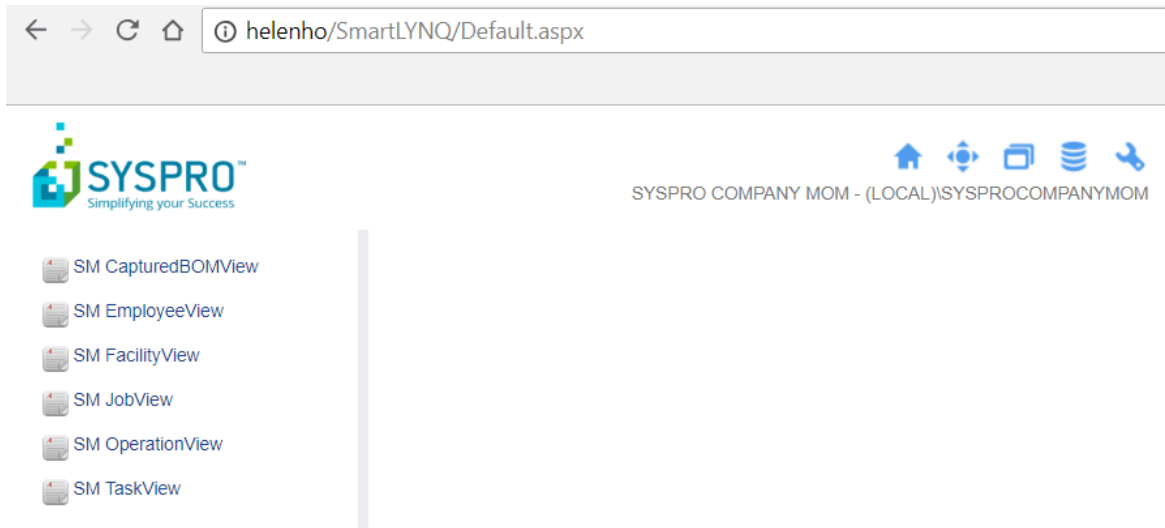 helenho/SmartLYNQ/Default.aspx
SYSPRO™
Simplifying your Success
SYSPRO COMPANY MOM - (LOCAL)\SYSPROCOMPANYMOM
SM CapturedBOMView
SM EmployeeView
SM FacilityView
SM JobView
SM OperationView
SM TaskView